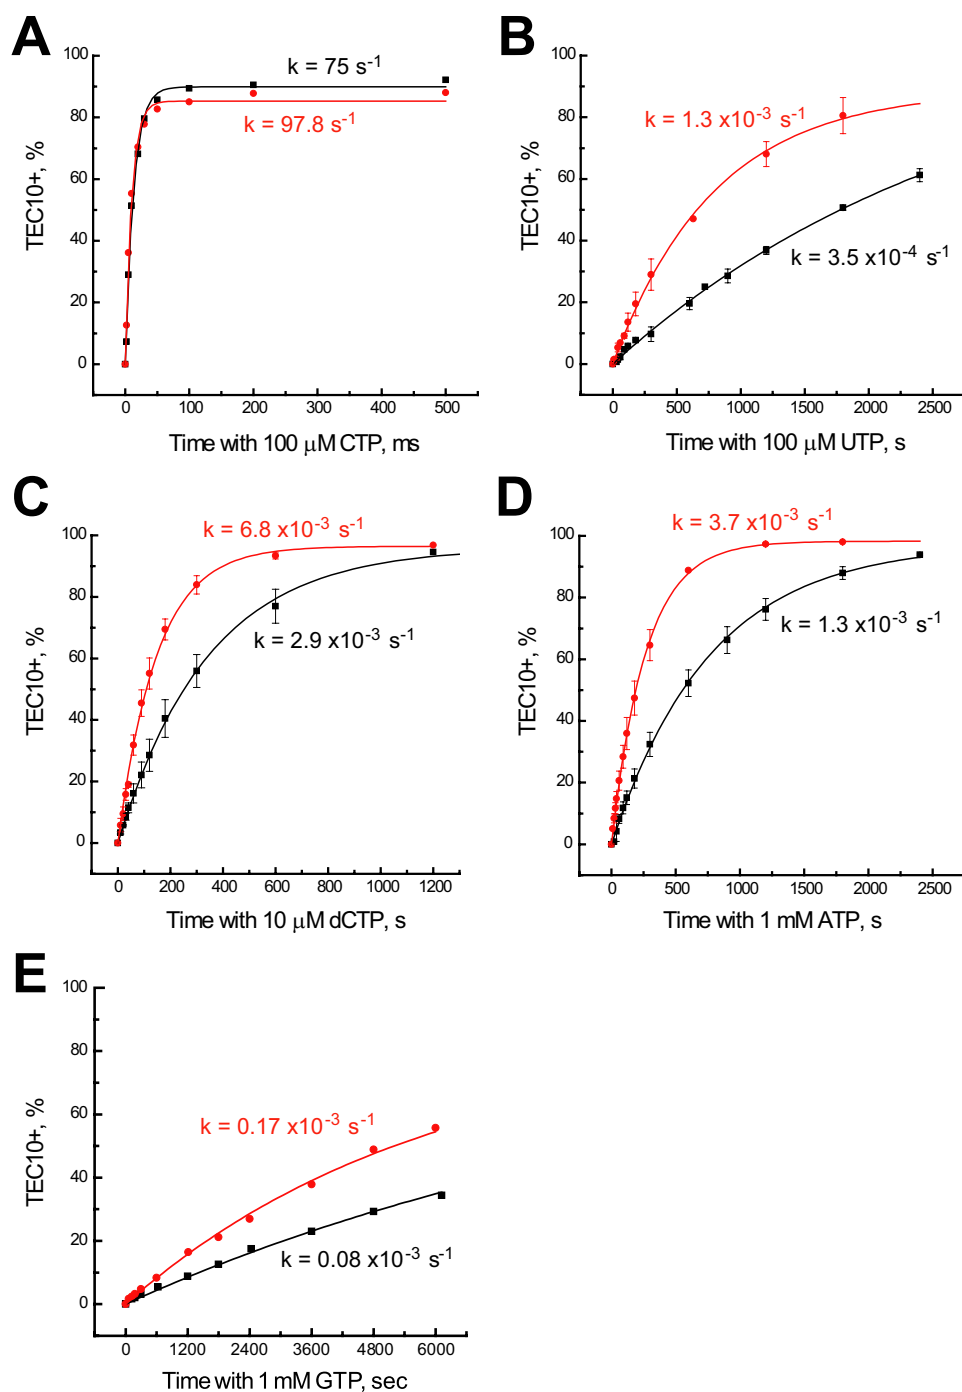 A
100
80
60
40
20
0
TEC10+, %
k = 75 s⁻¹
k = 97.8 s⁻¹
0 100 200 300 400 500
Time with 100 μM CTP, ms
B
100
80
60
40
20
0
TEC10+, %
k = 1.3 x10⁻³ s⁻¹
k = 3.5 x10⁻⁴ s⁻¹
0 500 1000 1500 2000 2500
Time with 100 μM UTP, s
C
100
80
60
40
20
0
TEC10+, %
k = 6.8 x10⁻³ s⁻¹
k = 2.9 x10⁻³ s⁻¹
0 200 400 600 800 1000 1200
Time with 10 μM dCTP, s
D
100
80
60
40
20
0
TEC10+, %
k = 3.7 x10⁻³ s⁻¹
k = 1.3 x10⁻³ s⁻¹
0 500 1000 1500 2000 2500
Time with 1 mM ATP, s
E
100
80
60
40
20
0
TEC10+, %
k = 0.17 x10⁻³ s⁻¹
k = 0.08 x10⁻³ s⁻¹
0 1200 2400 3600 4800 6000
Time with 1 mM GTP, sec